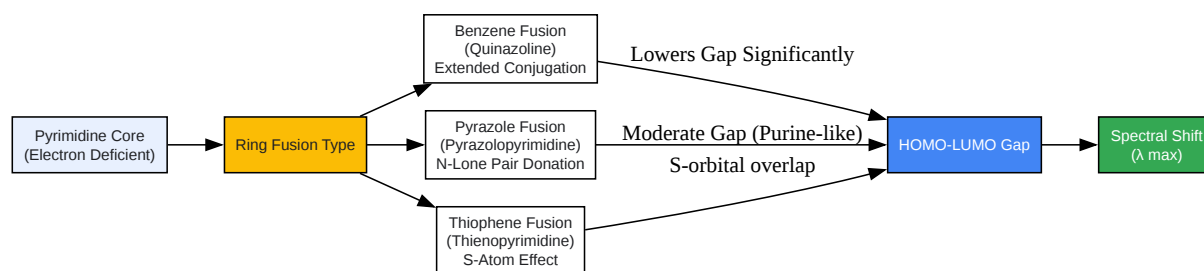 Pyrimidine Core
(Electron Deficient)
Ring Fusion Type
Benzene Fusion
(Quinazoline)
Extended Conjugation
Pyrazole Fusion
(Pyrazolopyrimidine)
N-Lone Pair Donation
Thiophene Fusion
(Thienopyrimidine)
S-Atom Effect
Lowers Gap Significantly
Moderate Gap (Purine-like)
S-orbital overlap
HOMO-LUMO Gap
Spectral Shift
(λ max)